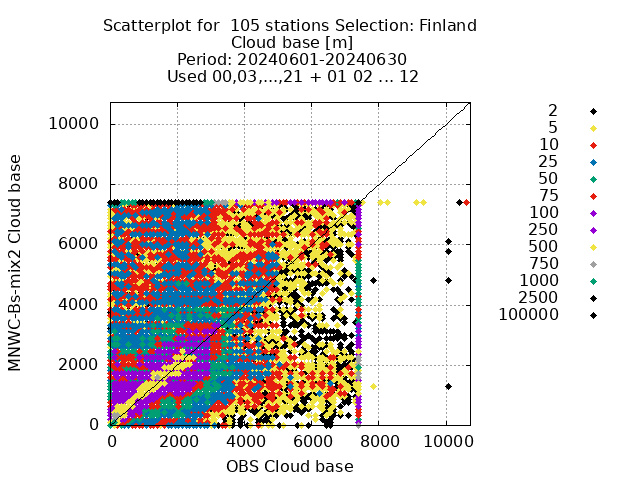 Scatterplot for  105 stations Selection: Finland
Cloud base [m]
Period: 20240601-20240630
Used 00,03,...,21 + 01 02 ... 12
MNWC-Bs-mix2 Cloud base
10000
8000
6000
4000
2000
0
0 2000 4000 6000 8000 10000
OBS Cloud base
2
5
10
25
50
75
100
250
500
750
1000
2500
100000